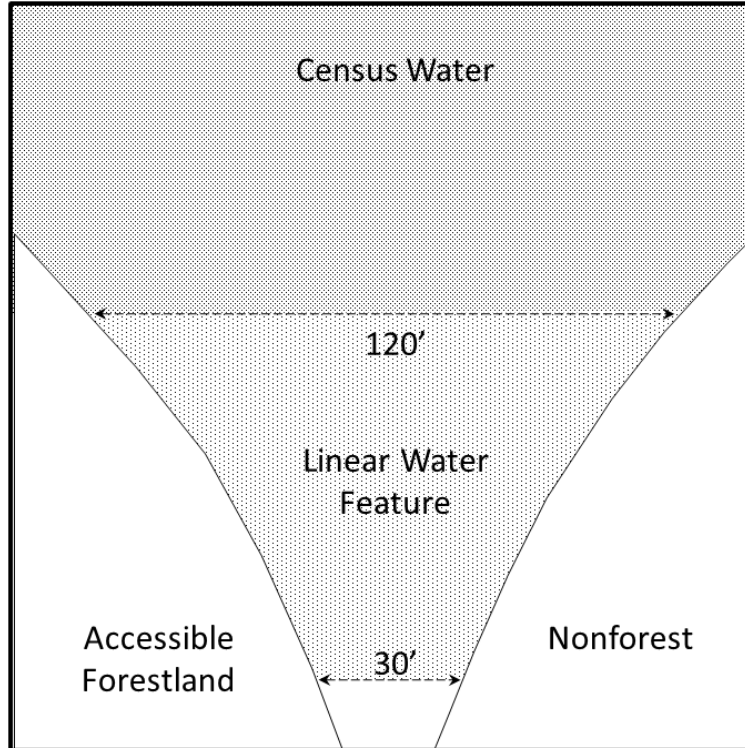 Census Water
120’
Linear Water
Feature
Accessible
Forestland
30’
Nonforest